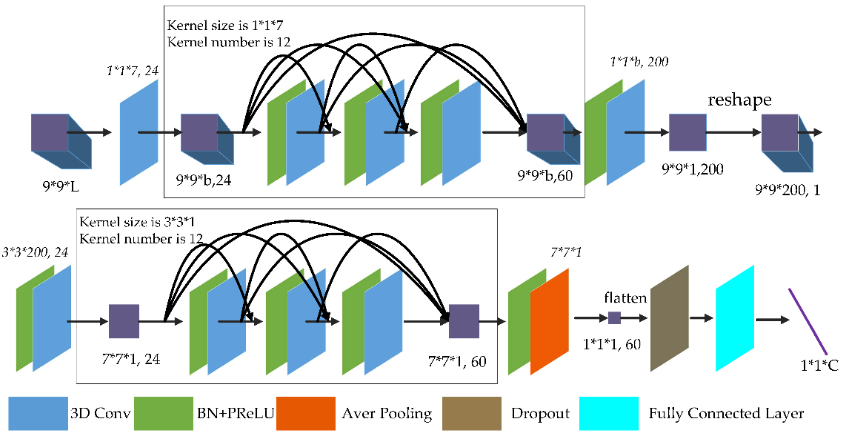 Kernel size is 1*1*7
Kernel number is 12
1*1*7, 24
1*1*b, 200
reshape
9*9*L
9*9*b,24
9*9*b,60
9*9*1,200
9*9*200, 1
Kernel size is 3*3*1
Kernel number is 12
3*3*200, 24
7*7*1
flatten
7*7*1, 24
7*7*1, 60
1*1*1, 60
1*1*C
3D Conv
BN+PReLU
Aver Pooling
Dropout
Fully Connected Layer